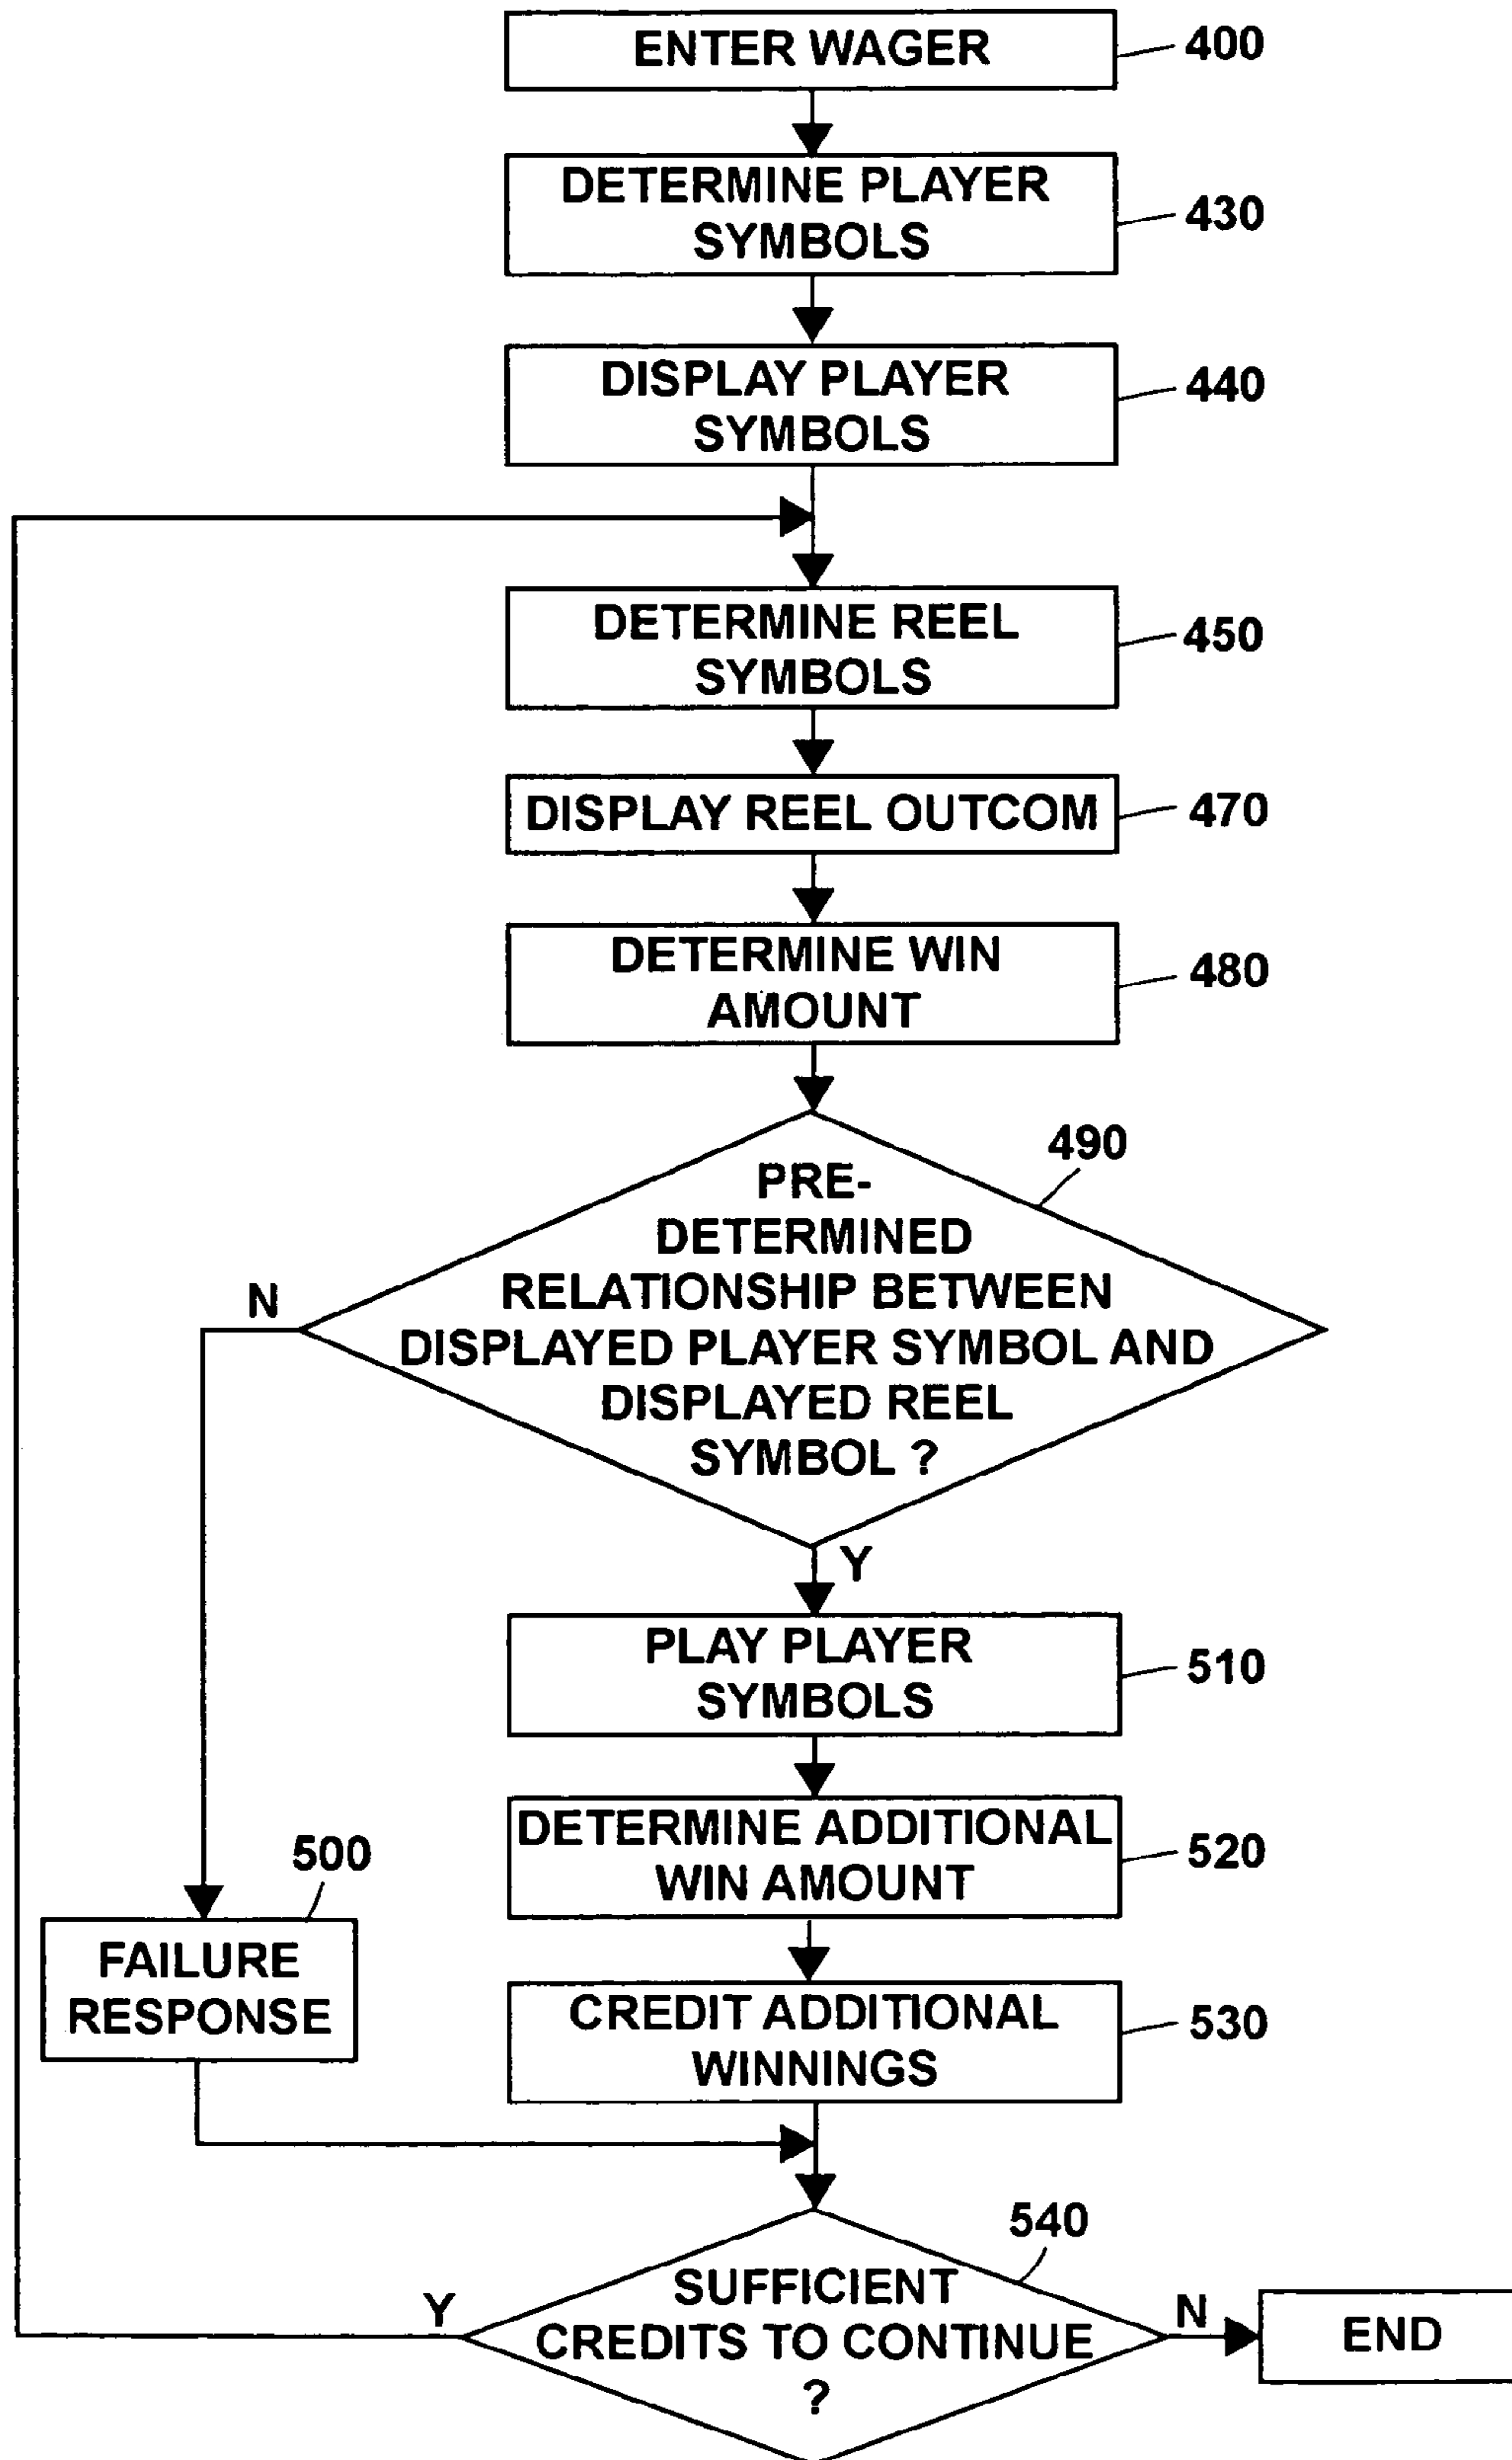 ENTER WAGER
400
DETERMINE PLAYER
SYMBOLS
430
DISPLAY PLAYER
SYMBOLS
440
DETERMINE REEL
SYMBOLS
450
DISPLAY REEL OUTCOM
470
DETERMINE WIN
AMOUNT
480
490
PRE-
DETERMINED
RELATIONSHIP BETWEEN
DISPLAYED PLAYER SYMBOL AND
DISPLAYED REEL
SYMBOL ?
N
Y
PLAY PLAYER
SYMBOLS
510
DETERMINE ADDITIONAL
WIN AMOUNT
520
500
FAILURE
RESPONSE
CREDIT ADDITIONAL
WINNINGS
530
540
SUFFICIENT
CREDITS TO CONTINUE
?
Y
N
END